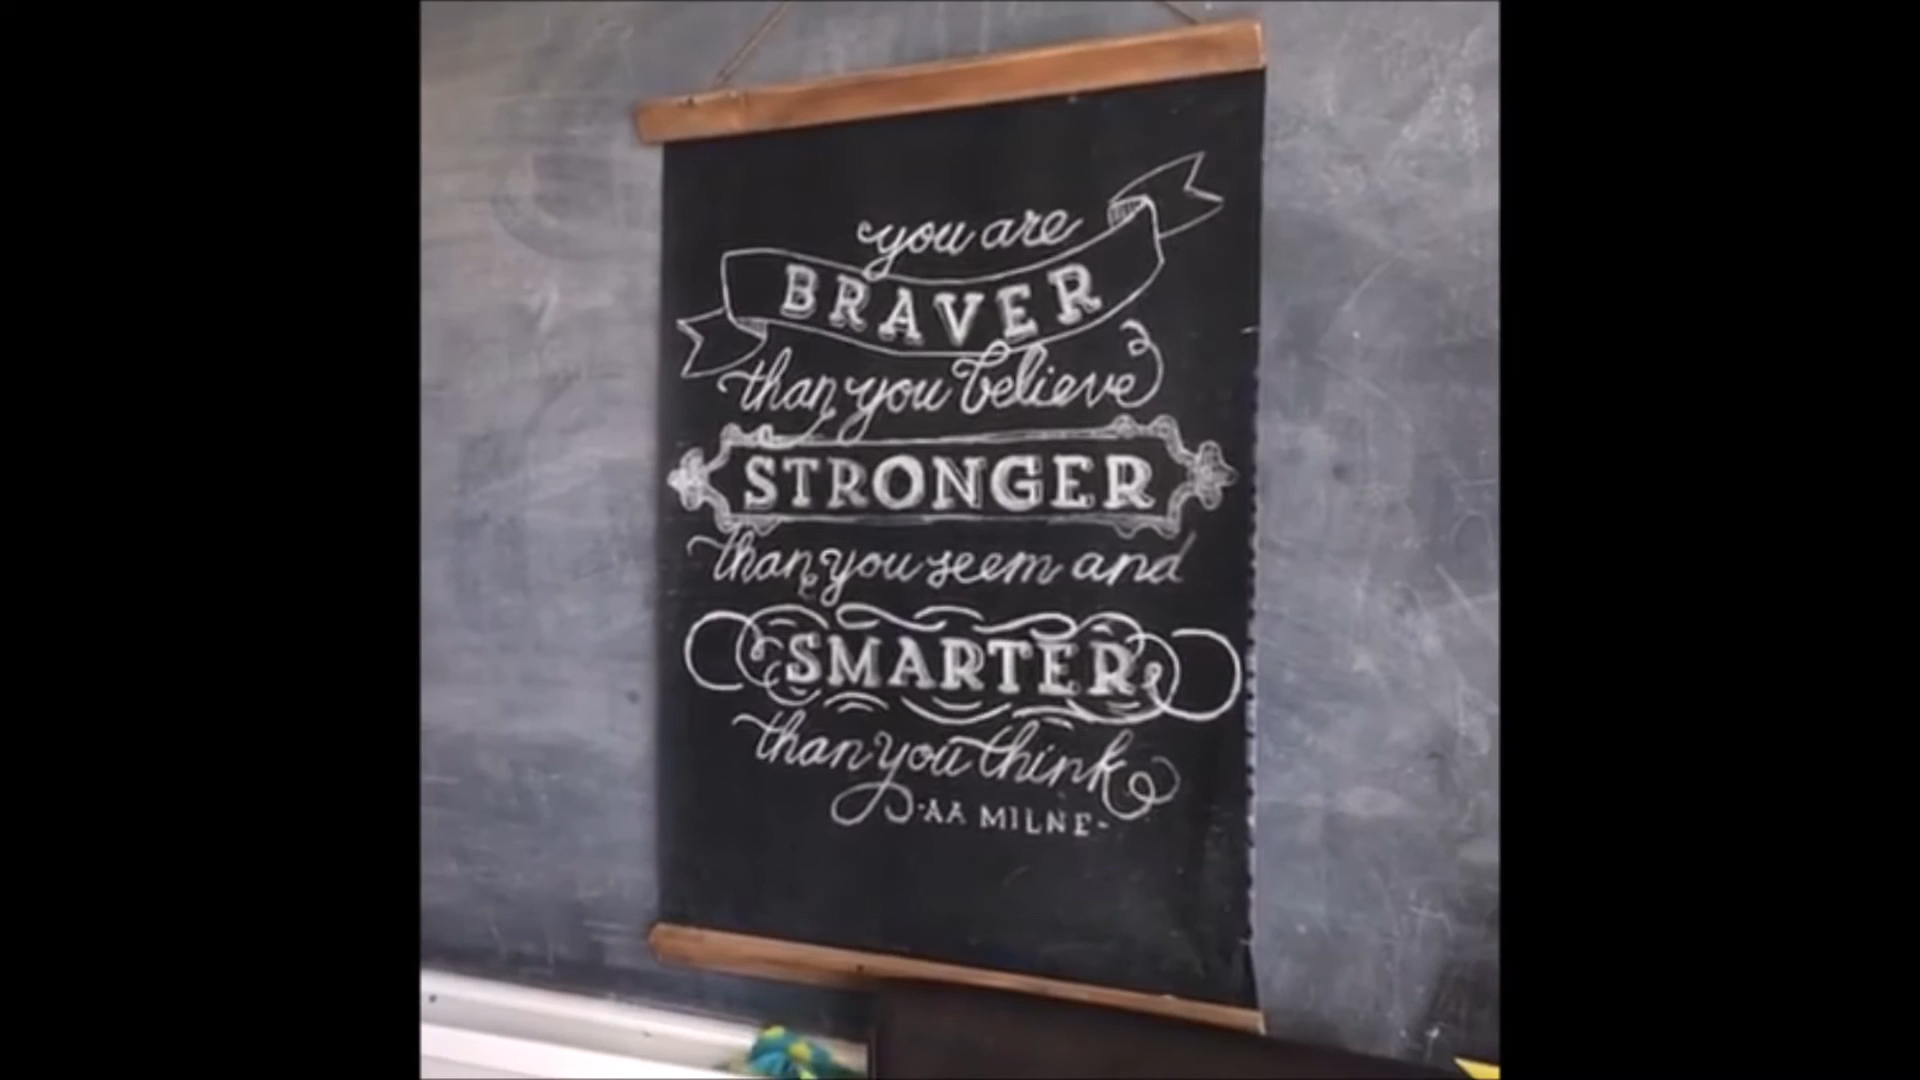 you are
BRAVER
than you believe
STRONGER
than you seem and
SMARTER
than you think
-AA MILNE-